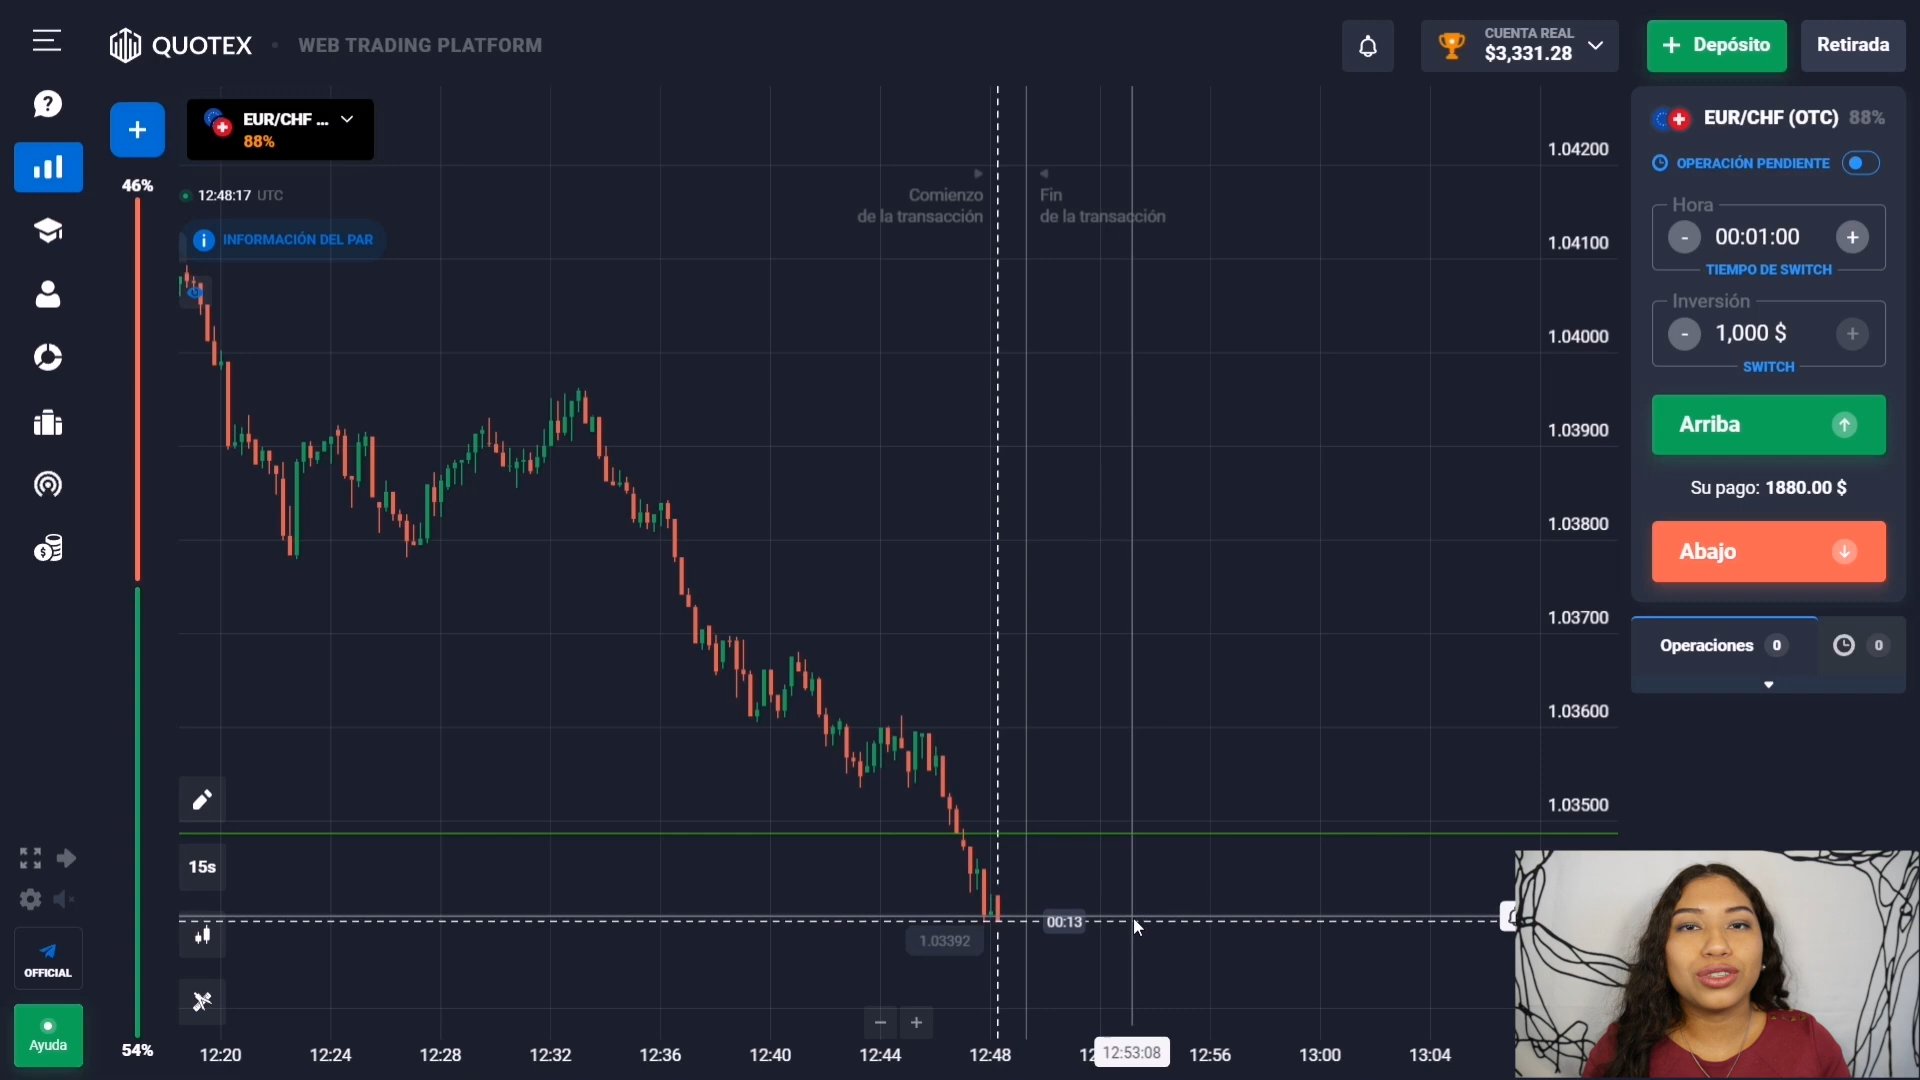 QUOTEX
WEB TRADING PLATFORM
CUENTA REAL
$3,331.28
+ Depósito
Retirada
?
+
EUR/CHF ...
88%
46%
12:48:17 UTC
INFORMACIÓN DEL PAR
Comienzo
de la transacción
Fin
de la transacción
1.04200
1.04100
1.04000
1.03900
1.03800
1.03700
1.03600
1.03500
EUR/CHF (OTC) 88%
OPERACIÓN PENDIENTE
Hora
- 00:01:00 +
TIEMPO DE SWITCH
Inversión
- 1,000 $ +
SWITCH
Arriba
Su pago: 1880.00 $
Abajo
Operaciones 0
0
15s
00:13
1.03392
OFFICIAL
Ayuda
54%
- +
12:20
12:24
12:28
12:32
12:36
12:40
12:44
12:48
12:53:08
12:56
13:00
13:04